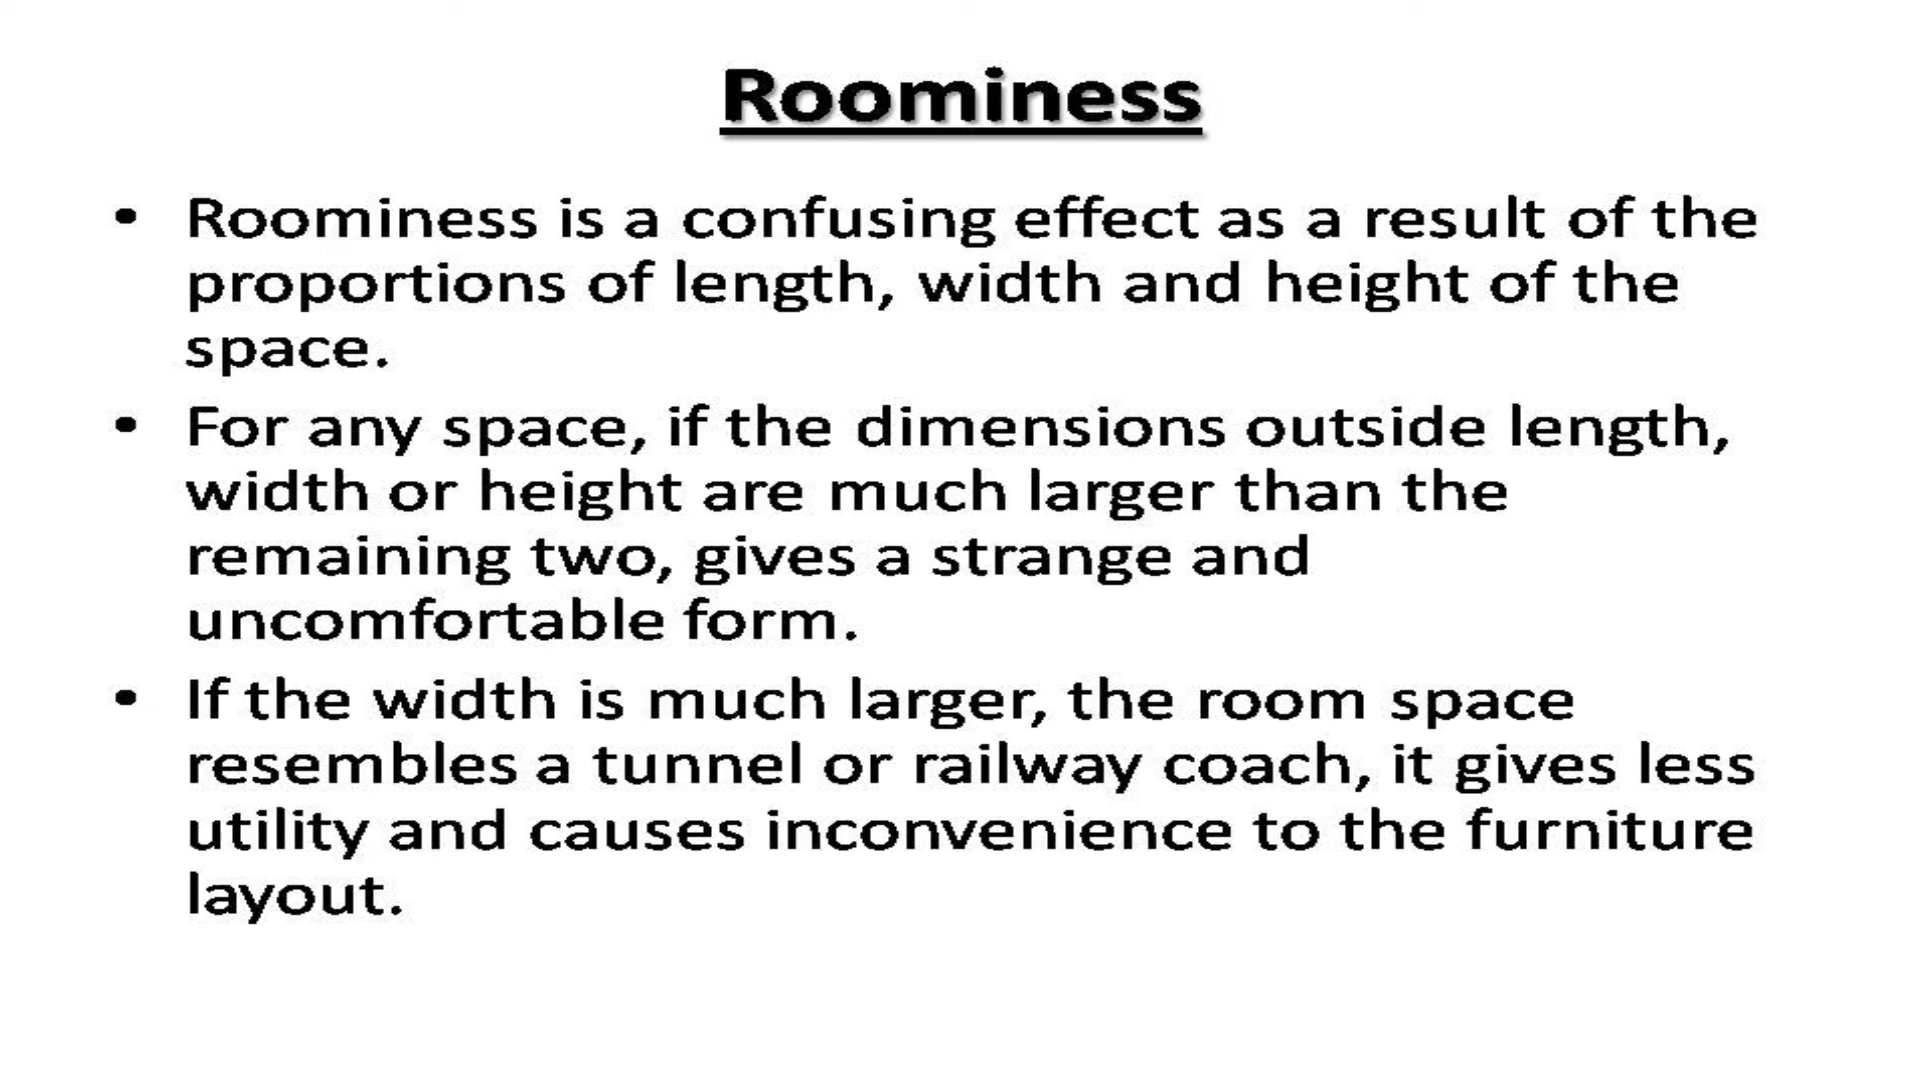 Roominess
• Roominess is a confusing effect as a result of the
proportions of length, width and height of the
space.
• For any space, if the dimensions outside length,
width or height are much larger than the
remaining two, gives a strange and
uncomfortable form.
• If the width is much larger, the room space
resembles a tunnel or railway coach, it gives less
utility and causes inconvenience to the furniture
layout.